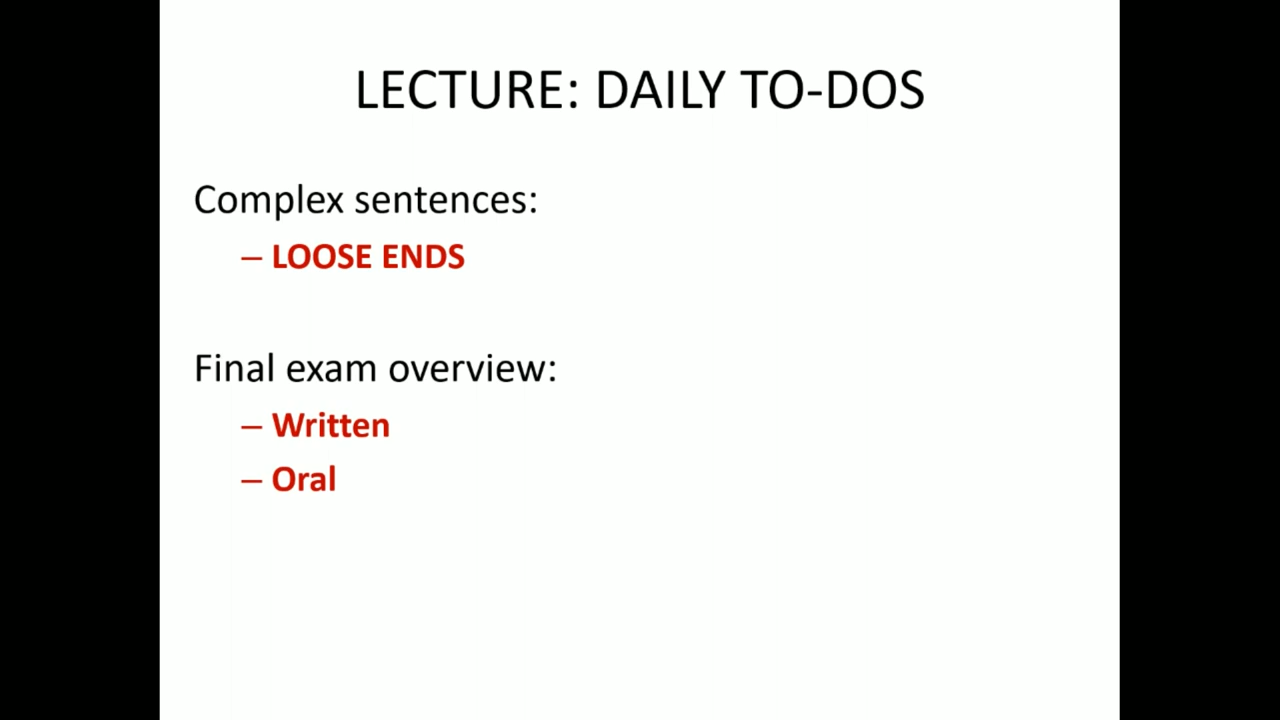 LECTURE: DAILY TO-DOS
Complex sentences:
– LOOSE ENDS
Final exam overview:
– Written
– Oral